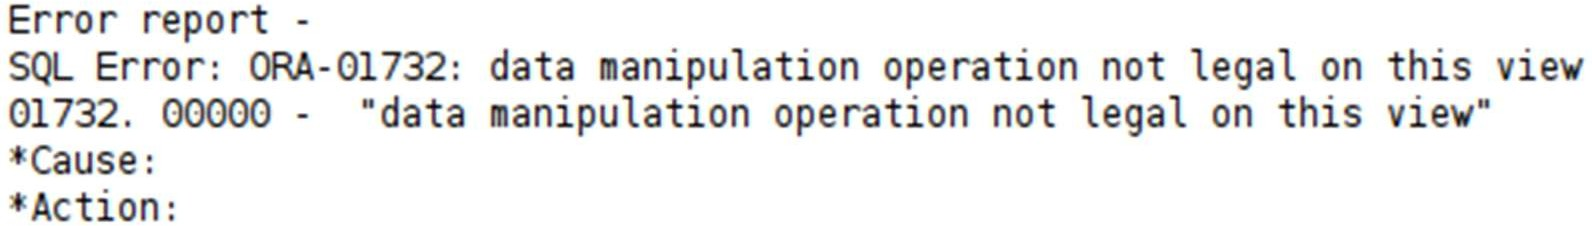 Error report -
SQL Error: ORA-01732: data manipulation operation not legal on this view
01732. 00000 -  "data manipulation operation not legal on this view"
*Cause:
*Action: